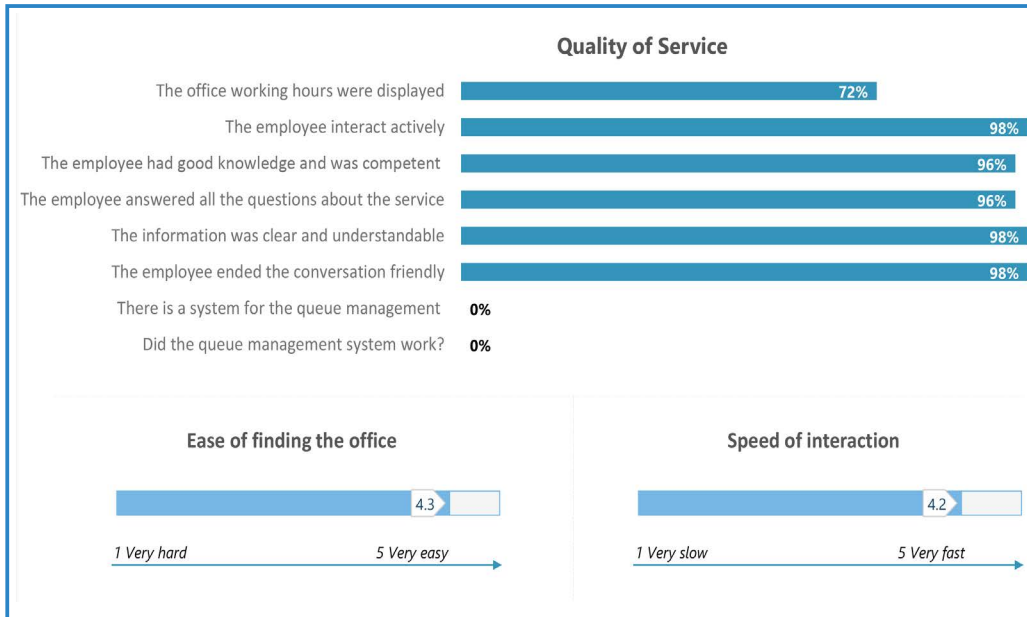 Quality of Service
The office working hours were displayed 72%
The employee interact actively 98%
The employee had good knowledge and was competent 96%
The employee answered all the questions about the service 96%
The information was clear and understandable 98%
The employee ended the conversation friendly 98%
There is a system for the queue management 0%
Did the queue management system work? 0%
Ease of finding the office
4.3
1 Very hard 5 Very easy
Speed of interaction
4.2
1 Very slow 5 Very fast